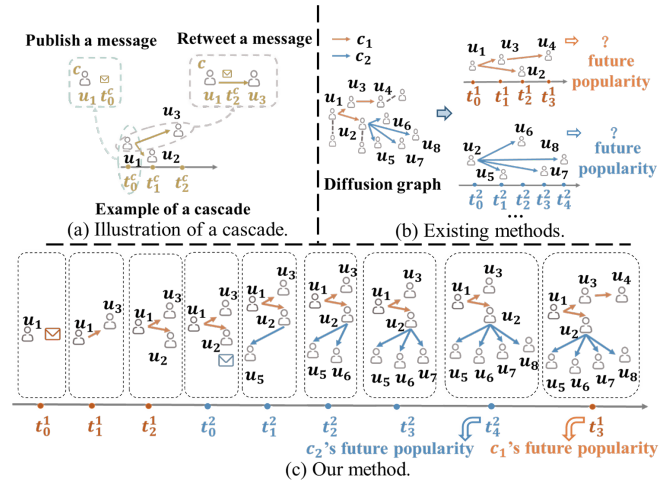 Publish a message
c
u₁ t₀ᶜ
Retweet a message
c
u₁ t₂ᶜ u₃
u₃
u₁ u₂
t₀ᶜ t₁ᶜ t₂ᶜ
Example of a cascade
(a) Illustration of a cascade.
c₁
c₂
u₃ u₄
u₁
u₂ u₆
u₈
u₅ u₇
Diffusion graph
u₁ u₃ u₄
u₂
t₀¹ t₁¹ t₂¹ t₃¹
?
future
popularity
u₆
u₂ u₈
u₅ u₇
t₀² t₁² t₂² t₃² t₄²
...
?
future
popularity
(b) Existing methods.
u₁
u₁ u₃
u₁ u₃
u₂
u₁ u₃
u₂
u₃
u₁
u₂
u₅
u₃
u₁
u₂
u₅ u₆
u₃
u₁
u₂
u₅ u₆ u₇
u₃
u₁
u₂
u₅ u₆ u₇ u₈
u₃ u₄
u₁
u₂
u₅ u₆ u₇ u₈
t₀¹ t₁¹ t₂¹ t₀² t₁² t₂² t₃² t₄² t₃¹
c₂'s future popularity c₁'s future popularity
(c) Our method.